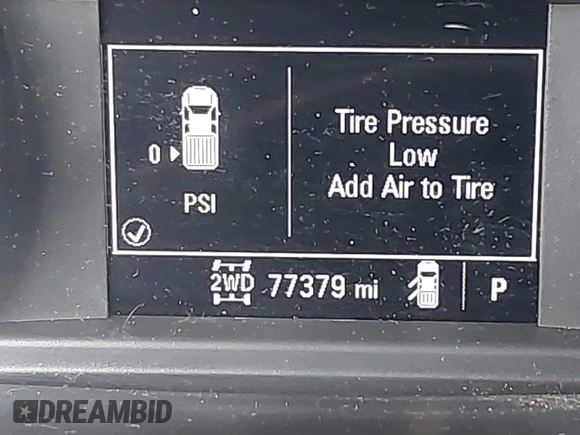 Tire Pressure
Low
Add Air to Tire
0
PSI
2WD 77379 mi P
DREAMBID